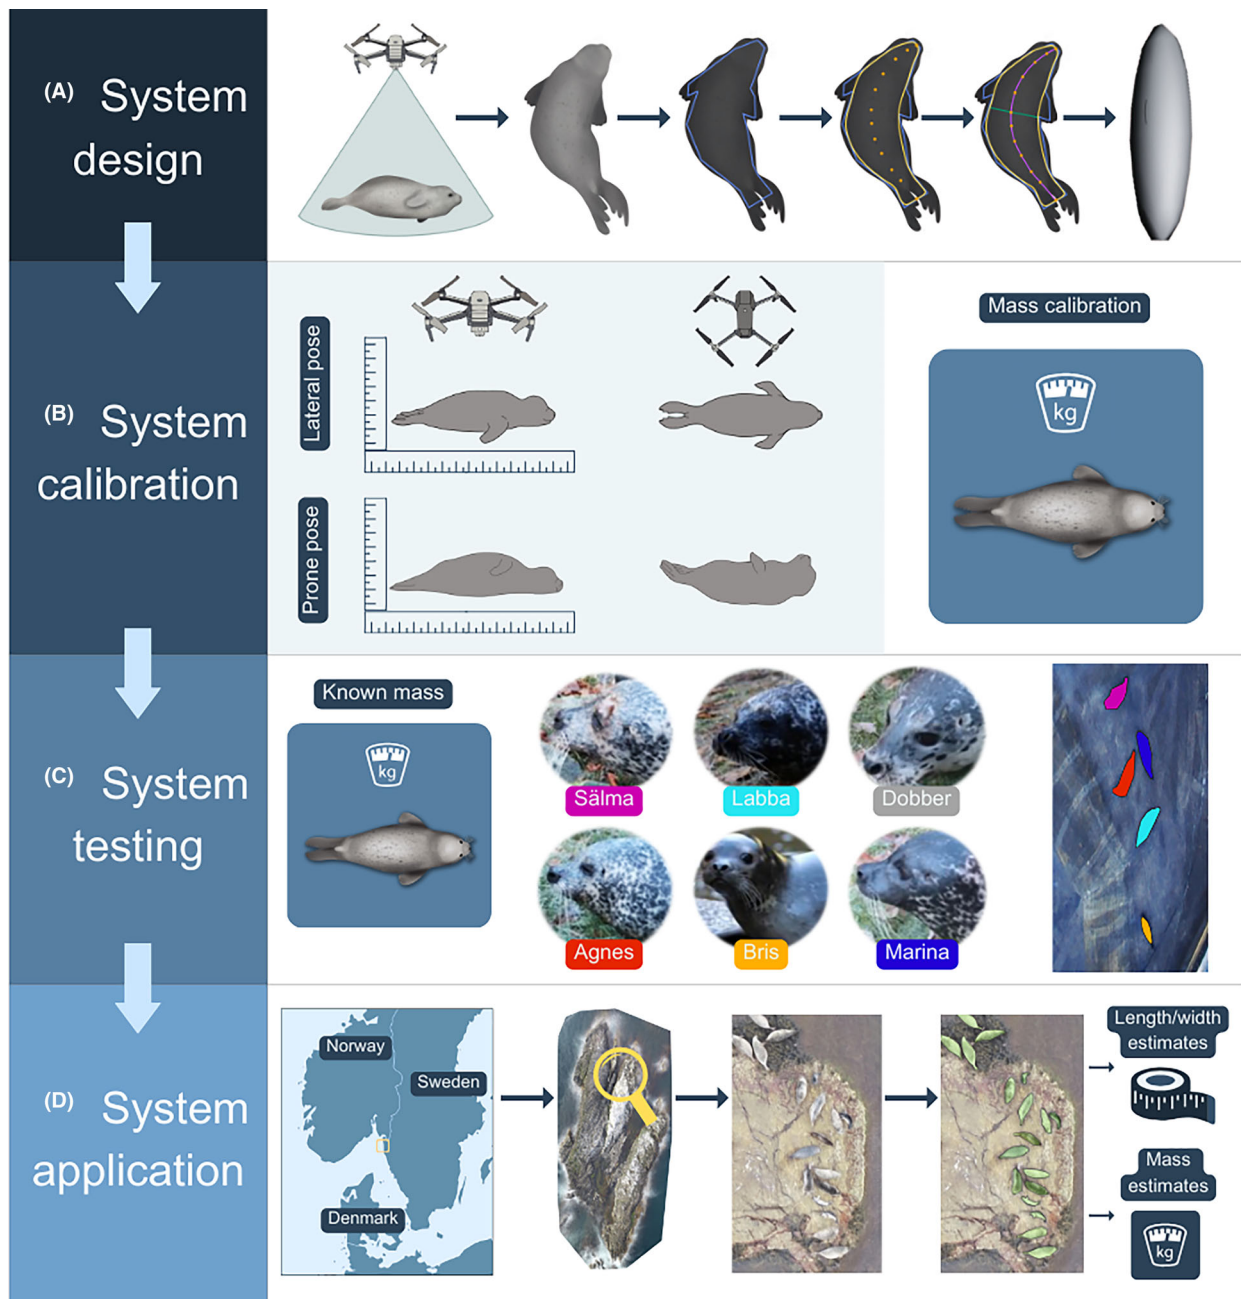 (A) System
design
(B) System
calibration
Lateral pose
Prone pose
Mass calibration
kg
(C) System
testing
Known mass
kg
Sälma
Labba
Dobber
Agnes
Bris
Marina
(D) System
application
Norway
Sweden
Denmark
Length/width
estimates
Mass
estimates
kg